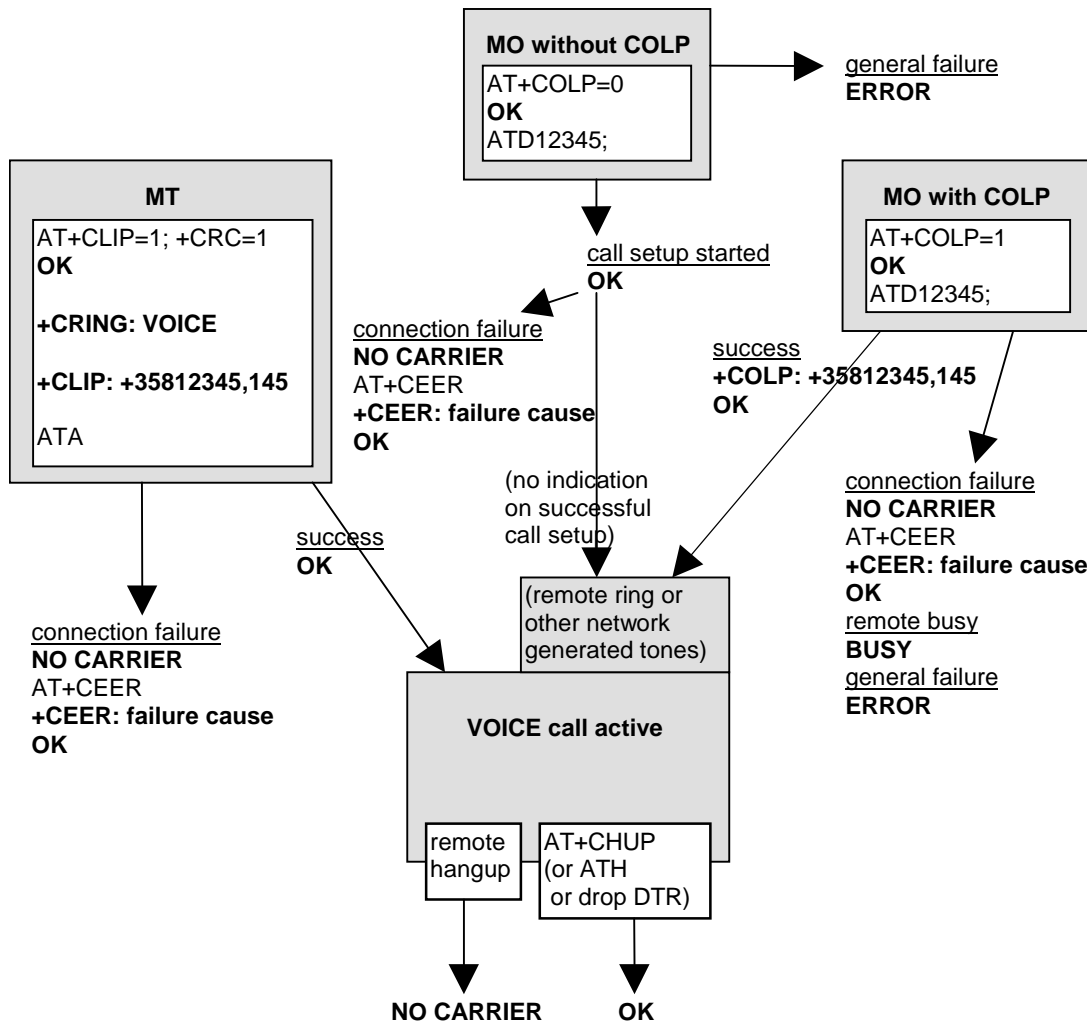 MO without COLP
AT+COLP=0
OK
ATD12345;
general failure
ERROR
MT
AT+CLIP=1; +CRC=1
OK
+CRING: VOICE
+CLIP: +35812345,145
ATA
MO with COLP
AT+COLP=1
OK
ATD12345;
call setup started
OK
connection failure
NO CARRIER
AT+CEER
+CEER: failure cause
OK
success
+COLP: +35812345,145
OK
(no indication
on successful
call setup)
success
OK
connection failure
NO CARRIER
AT+CEER
+CEER: failure cause
OK
remote busy
BUSY
general failure
ERROR
connection failure
NO CARRIER
AT+CEER
+CEER: failure cause
OK
(remote ring or
other network
generated tones)
VOICE call active
remote
hangup
AT+CHUP
(or ATH
or drop DTR)
NO CARRIER
OK